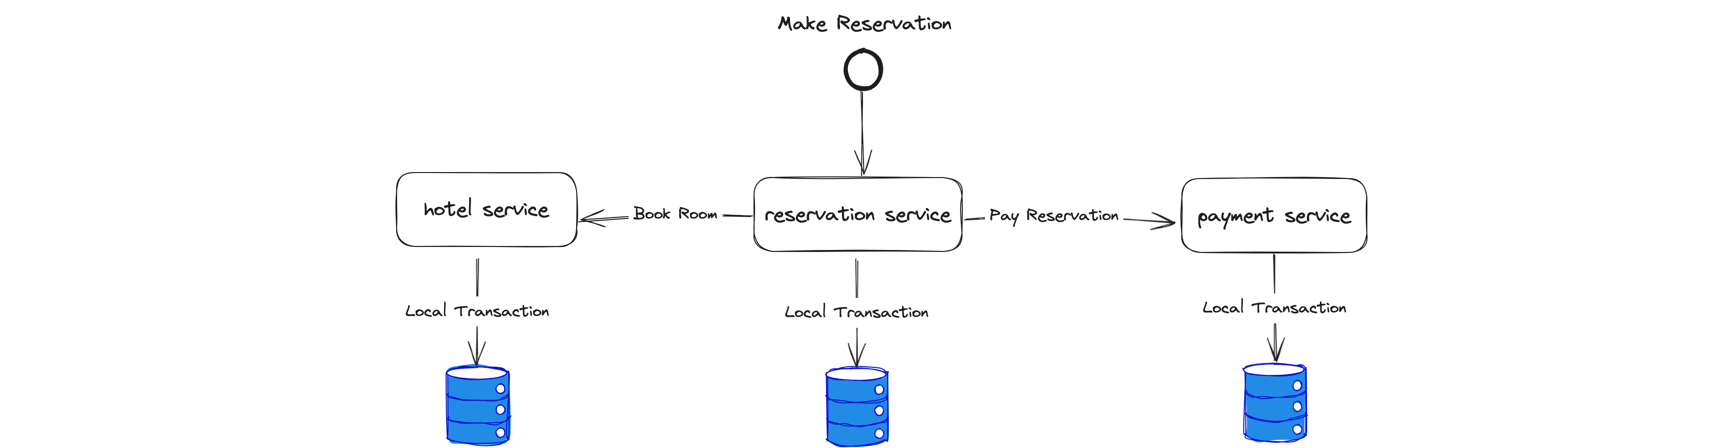 Make Reservation
hotel service
Book Room
reservation service
Pay Reservation
payment service
Local Transaction
Local Transaction
Local Transaction